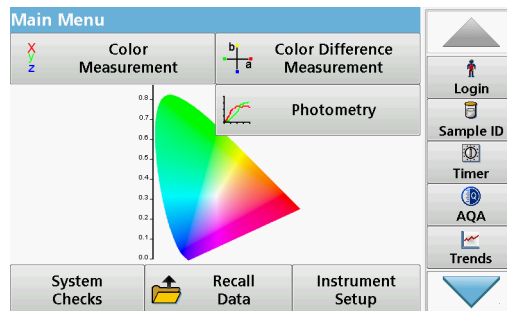 Main Menu
X
y
z
Color
Measurement
b
a
Color Difference
Measurement
Photometry
0.8
0.7
0.6
0.5
0.4
0.3
0.2
0.1
0.0
System
Checks
Recall
Data
Instrument
Setup
Login
Sample ID
Timer
AQA
Trends